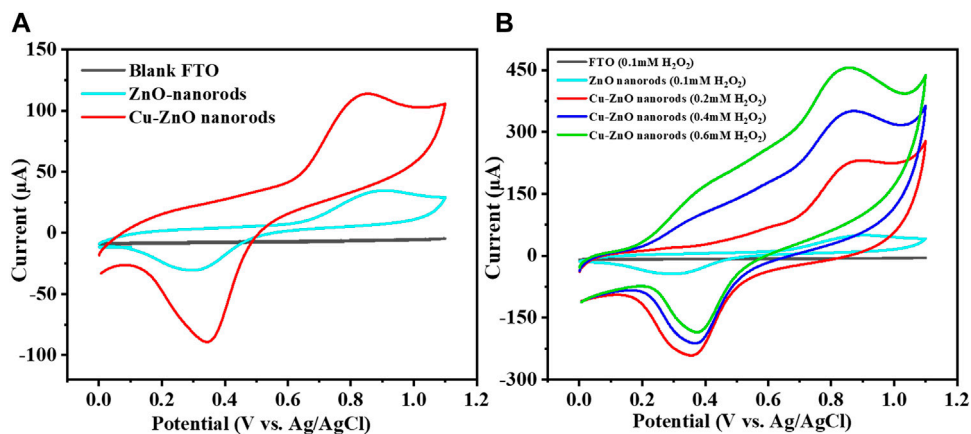 A
150
100
50
0
-50
-100
Current (μA)
Blank FTO
ZnO-nanorods
Cu-ZnO nanorods
0.0 0.2 0.4 0.6 0.8 1.0 1.2
Potential (V vs. Ag/AgCl)
B
450
300
150
0
-150
-300
Current (μA)
FTO (0.1mM H₂O₂)
ZnO nanorods (0.1mM H₂O₂)
Cu-ZnO nanorods (0.2mM H₂O₂)
Cu-ZnO nanorods (0.4mM H₂O₂)
Cu-ZnO nanorods (0.6mM H₂O₂)
0.0 0.2 0.4 0.6 0.8 1.0 1.2
Potential (V vs. Ag/AgCl)